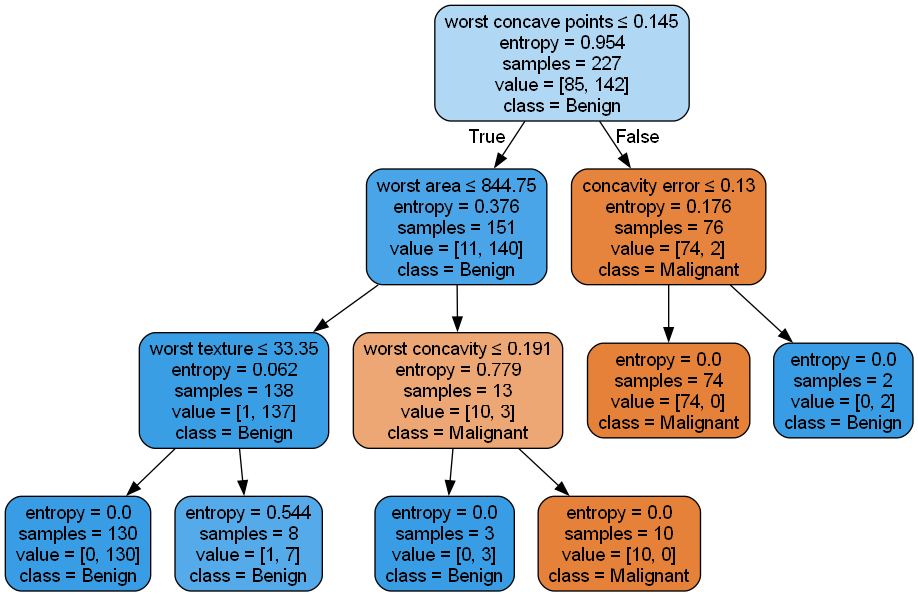 worst concave points ≤ 0.145
entropy = 0.954
samples = 227
value = [85, 142]
class = Benign
True
False
worst area ≤ 844.75
entropy = 0.376
samples = 151
value = [11, 140]
class = Benign
concavity error ≤ 0.13
entropy = 0.176
samples = 76
value = [74, 2]
class = Malignant
worst texture ≤ 33.35
entropy = 0.062
samples = 138
value = [1, 137]
class = Benign
worst concavity ≤ 0.191
entropy = 0.779
samples = 13
value = [10, 3]
class = Malignant
entropy = 0.0
samples = 74
value = [74, 0]
class = Malignant
entropy = 0.0
samples = 2
value = [0, 2]
class = Benign
entropy = 0.0
samples = 130
value = [0, 130]
class = Benign
entropy = 0.544
samples = 8
value = [1, 7]
class = Benign
entropy = 0.0
samples = 3
value = [0, 3]
class = Benign
entropy = 0.0
samples = 10
value = [10, 0]
class = Malignant